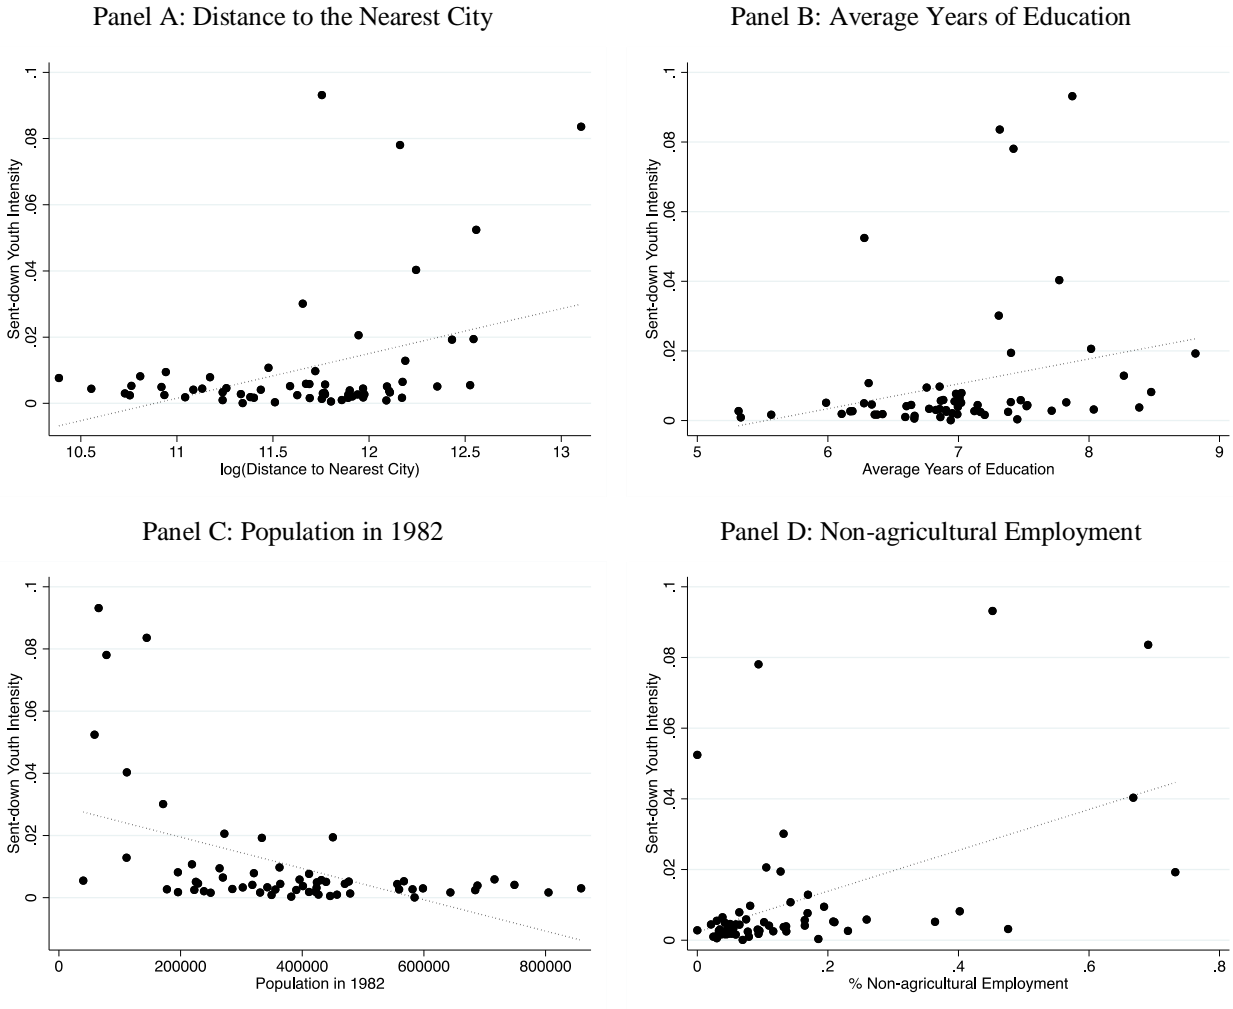 Panel A: Distance to the Nearest City
Sent-down Youth Intensity
.1
.08
.06
.04
.02
0
10.5 11 11.5 12 12.5 13
log(Distance to Nearest City)
Panel B: Average Years of Education
Sent-down Youth Intensity
.1
.08
.06
.04
.02
0
5 6 7 8 9
Average Years of Education
Panel C: Population in 1982
Sent-down Youth Intensity
.1
.08
.06
.04
.02
0
0 200000 400000 600000 800000
Population in 1982
Panel D: Non-agricultural Employment
Sent-down Youth Intensity
.1
.08
.06
.04
.02
0
0 .2 .4 .6 .8
% Non-agricultural Employment